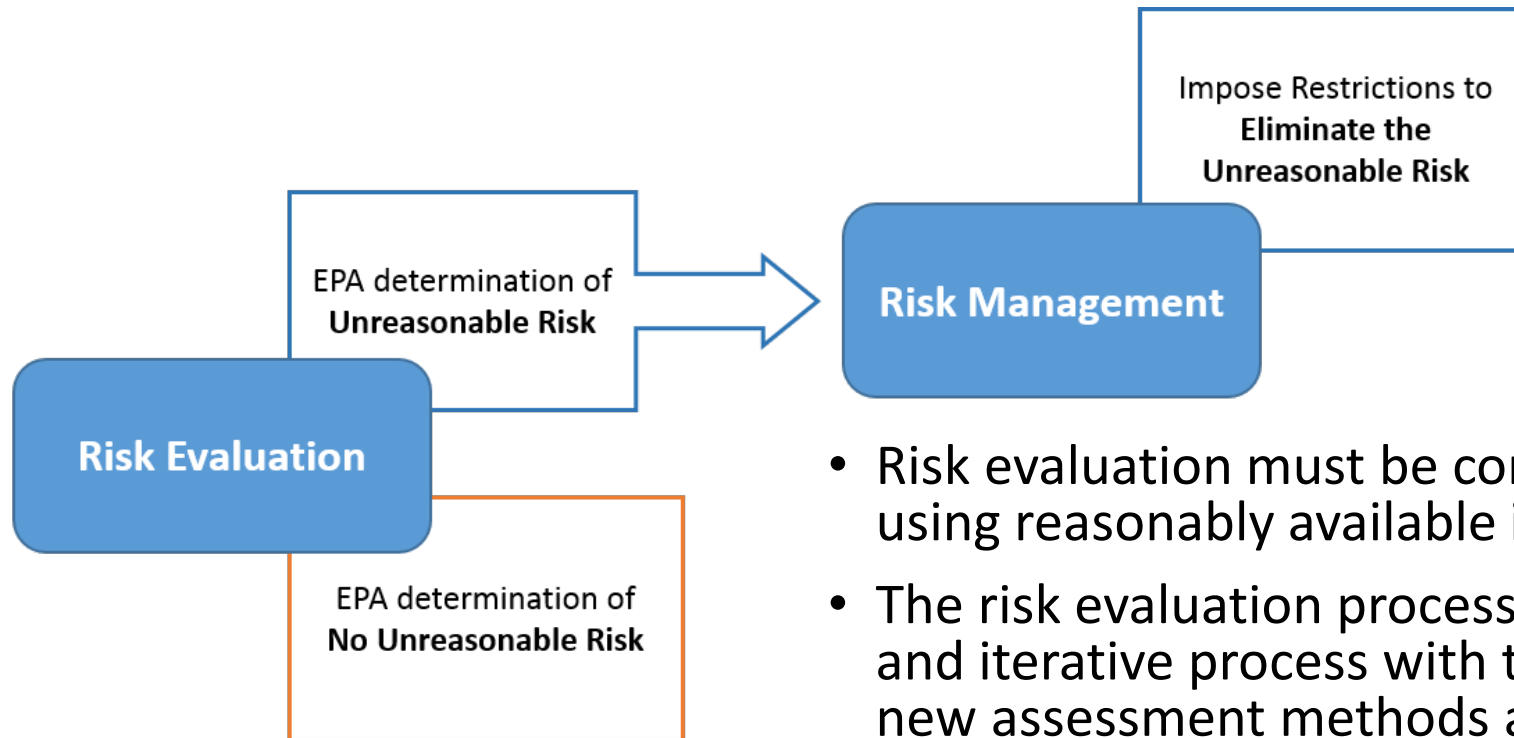 Impose Restrictions to
Eliminate the
Unreasonable Risk
EPA determination of
Unreasonable Risk
Risk Management
Risk Evaluation
EPA determination of
No Unreasonable Risk
• Risk evaluation must be
using reasonably available
• The risk evaluation process
and iterative process with
new assessment methods